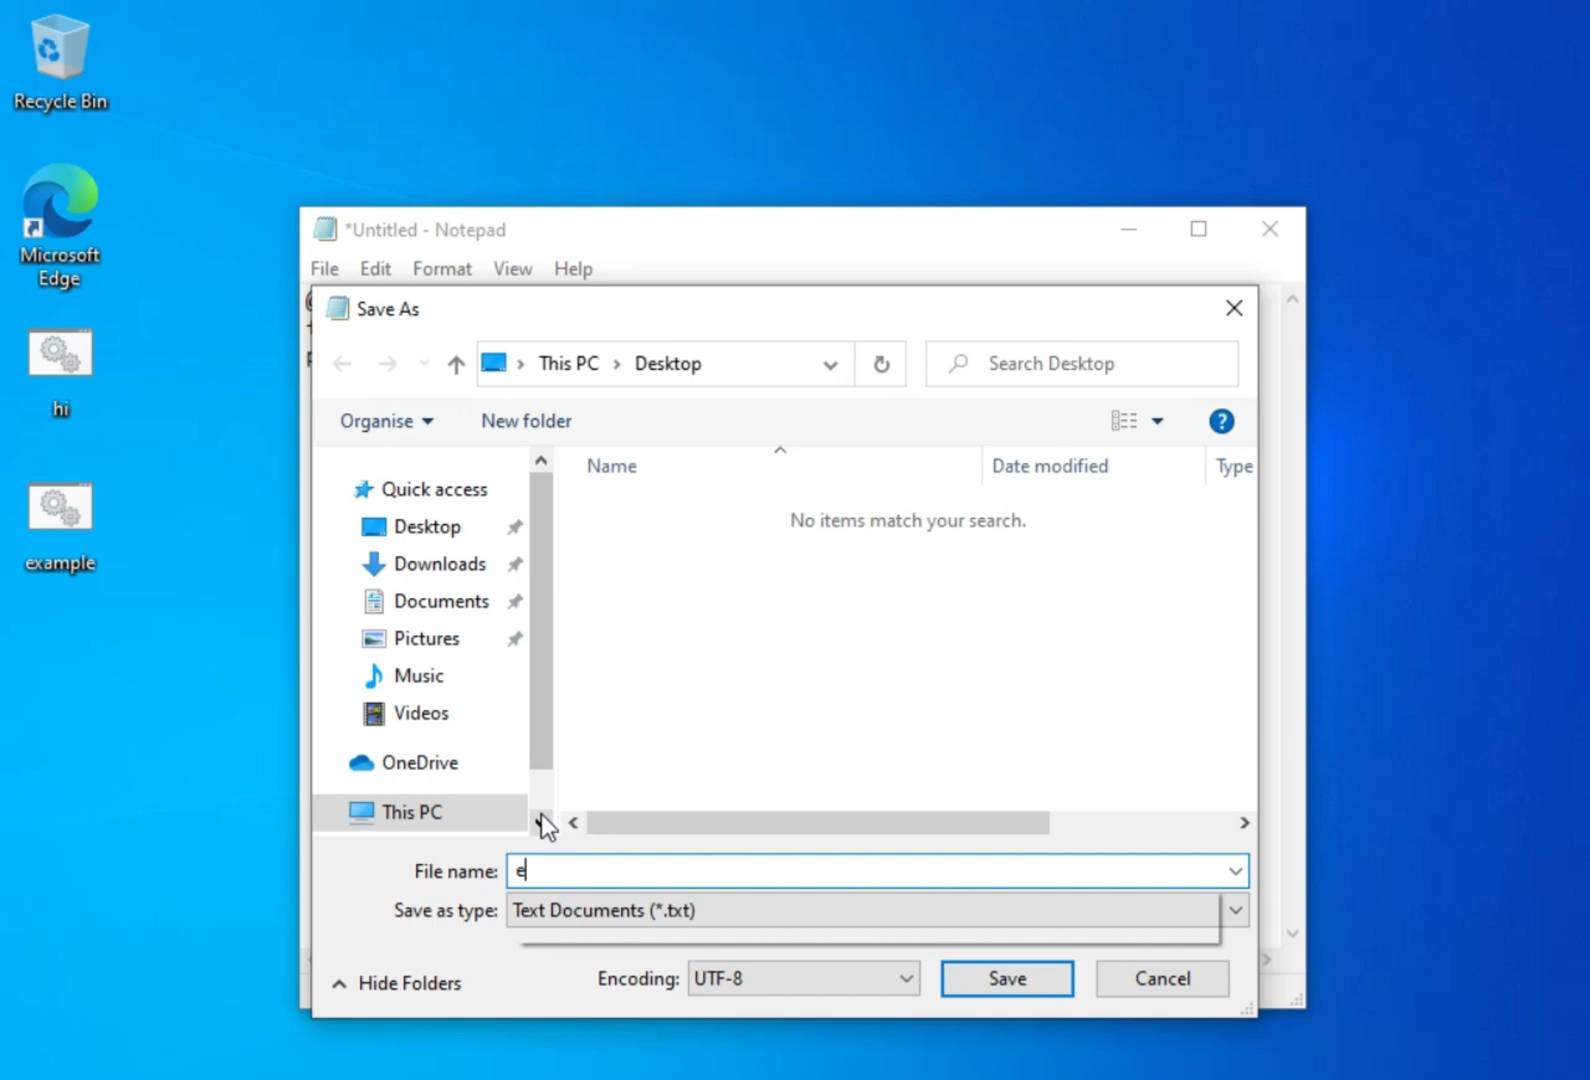 Recycle Bin
Microsoft
Edge
hi
example
*Untitled - Notepad
File Edit Format View Help
Save As
This PC Desktop
Search Desktop
Organise New folder
?
Name Date modified Type
No items match your search.
Quick access
Desktop
Downloads
Documents
Pictures
Music
Videos
OneDrive
This PC
File name: e
Save as type: Text Documents (*.txt)
Hide Folders Encoding: UTF-8 Save Cancel